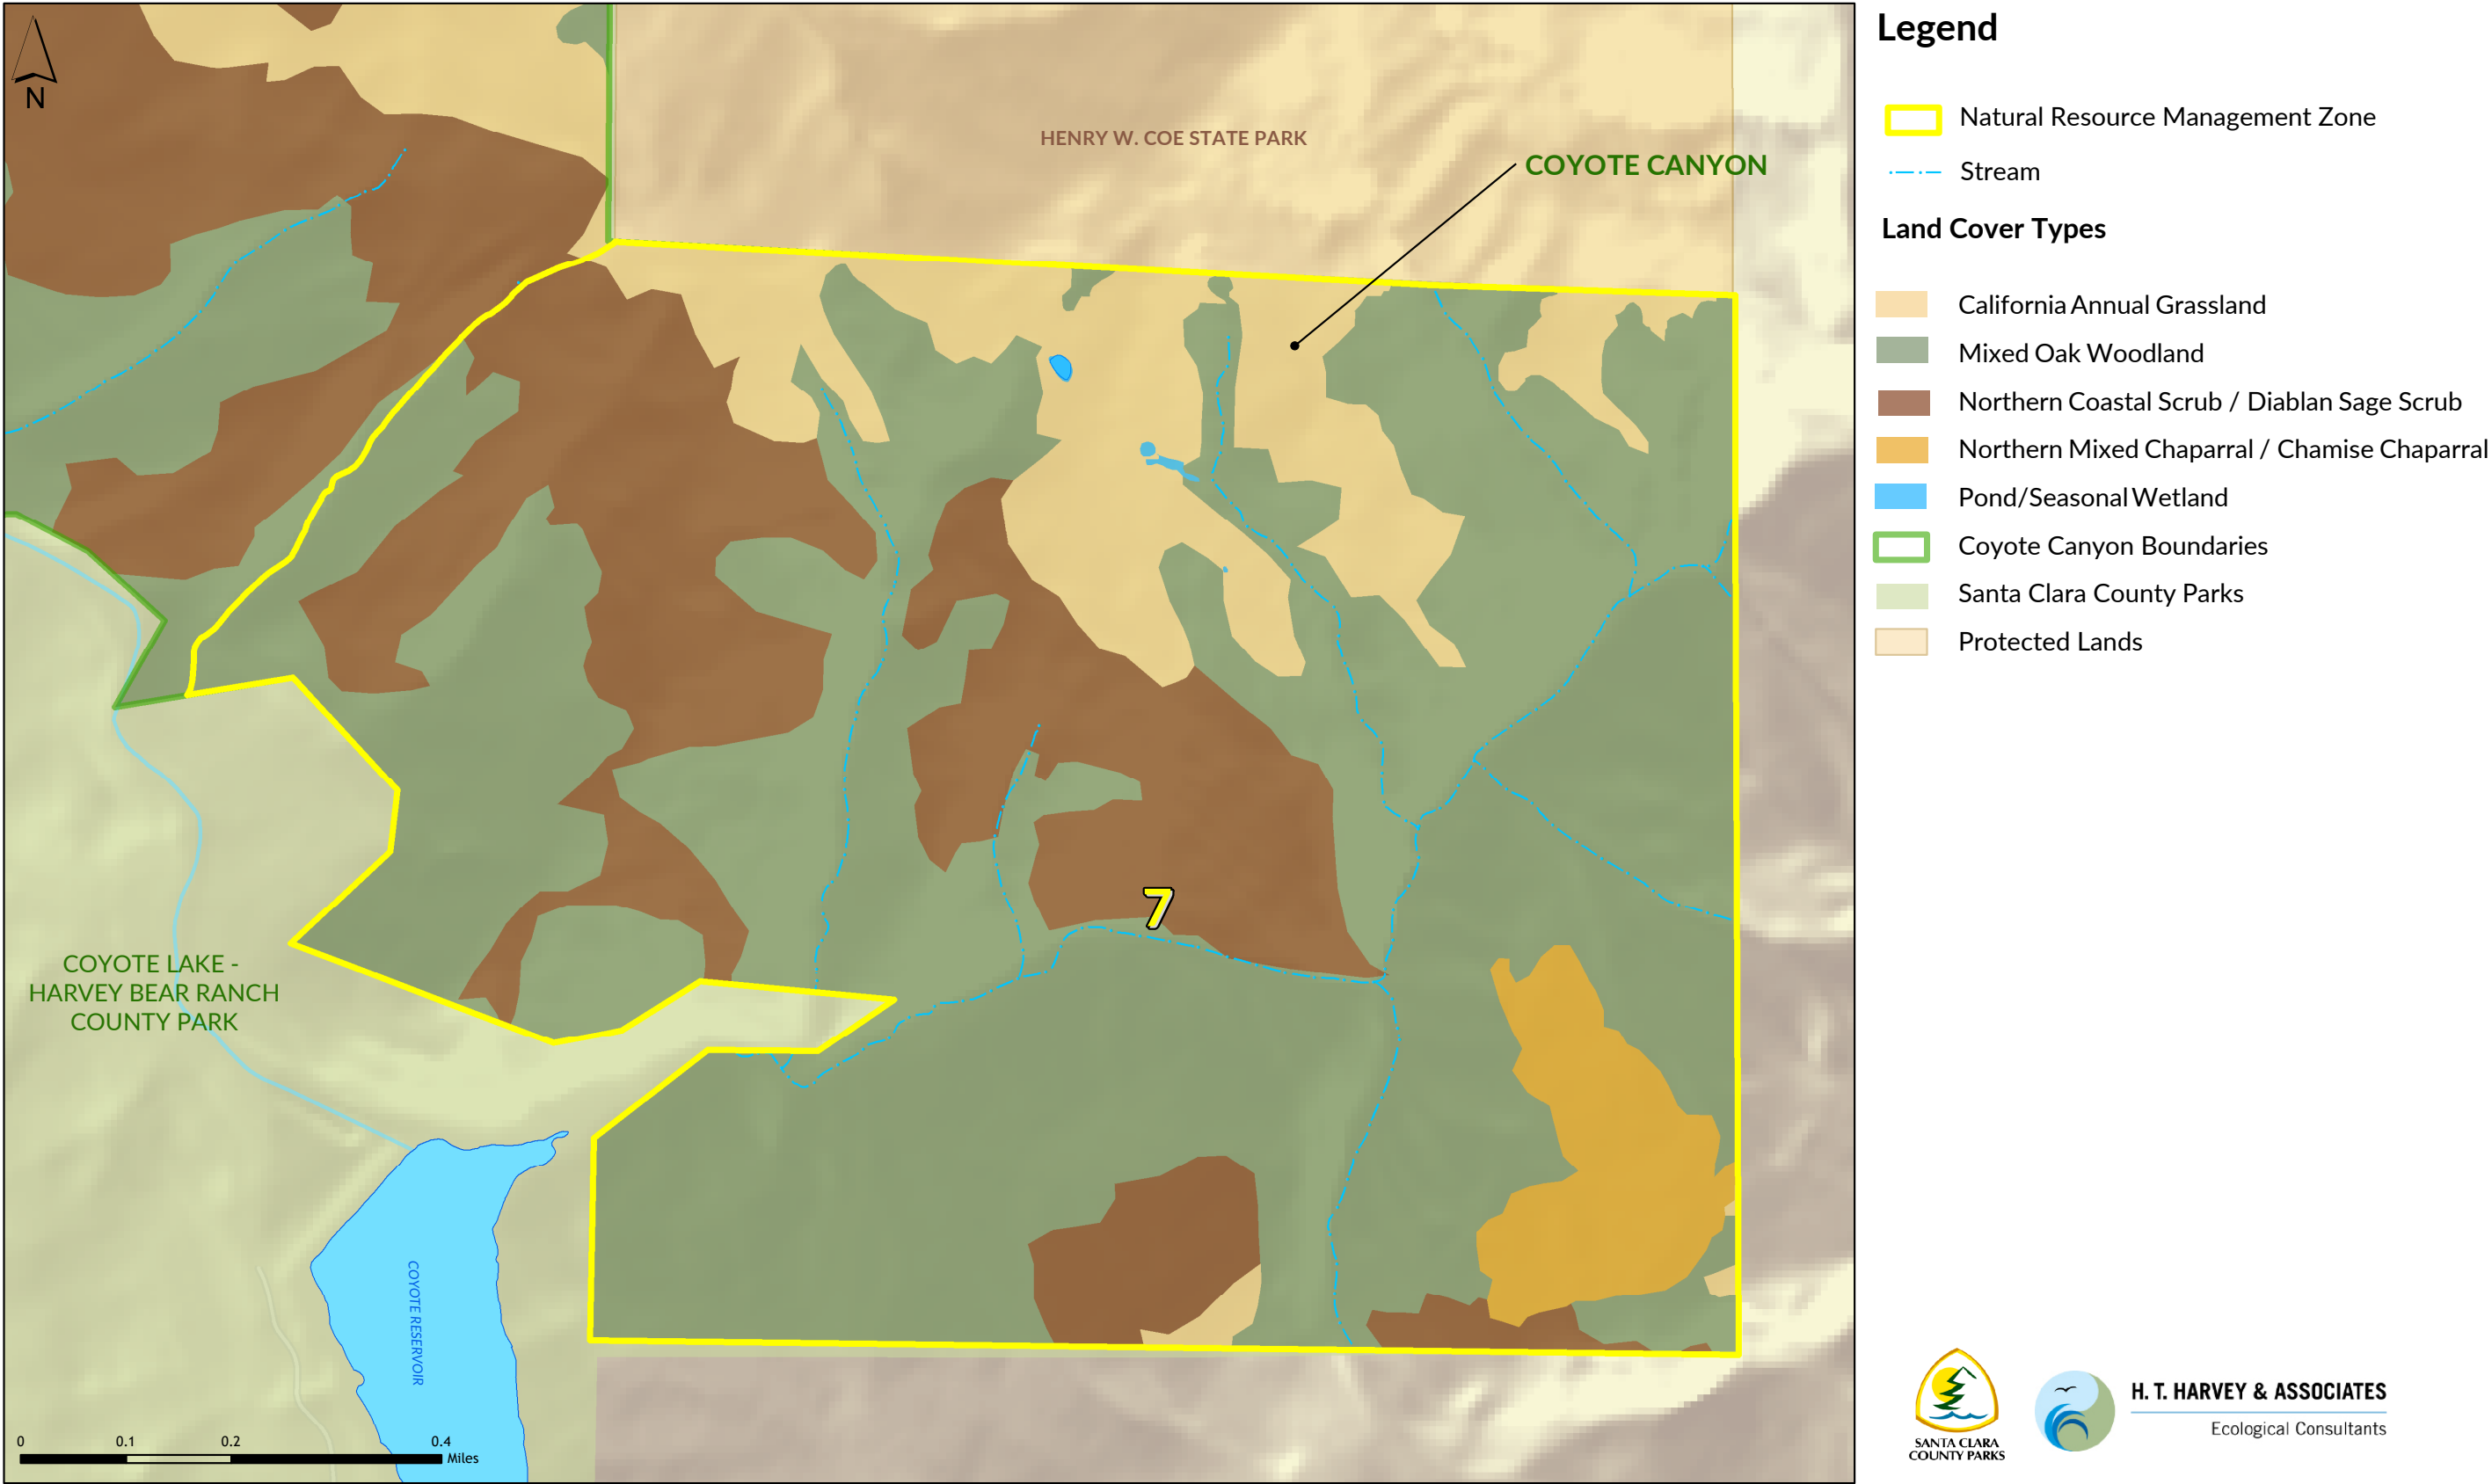 N
HENRY W. COE STATE PARK
COYOTE CANYON
7
COYOTE LAKE -
HARVEY BEAR RANCH
COUNTY PARK
COYOTE RESERVOIR
0 0.1 0.2 0.4
Miles
Legend
Natural Resource Management Zone
Stream
Land Cover Types
California Annual Grassland
Mixed Oak Woodland
Northern Coastal Scrub / Diablan Sage Scrub
Northern Mixed Chaparral / Chamise Chaparral
Pond/Seasonal Wetland
Coyote Canyon Boundaries
Santa Clara County Parks
Protected Lands
SANTA CLARA
COUNTY PARKS
H. T. HARVEY & ASSOCIATES
Ecological Consultants